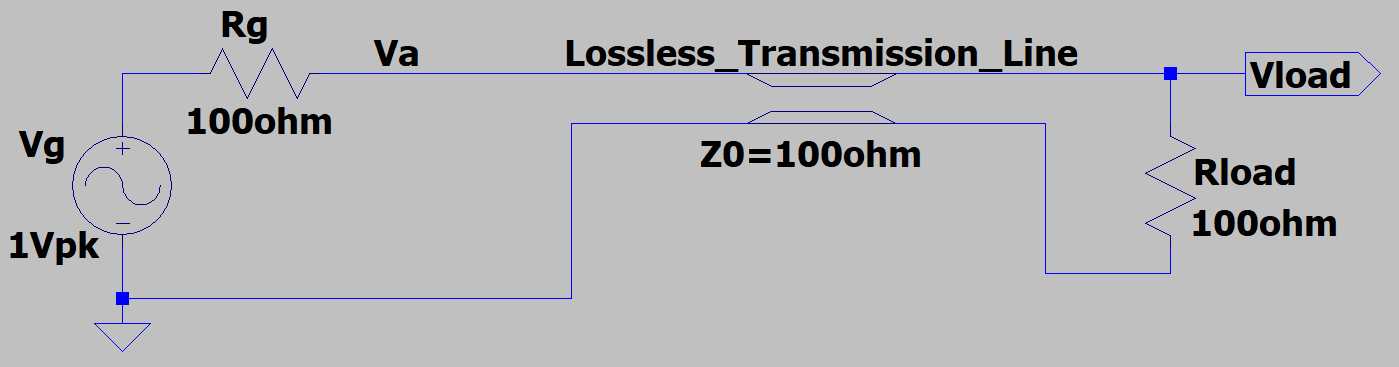 Rg
Va
Lossless_Transmission_Line
Vload
100ohm
Vg
Z0=100ohm
Rload
100ohm
1Vpk